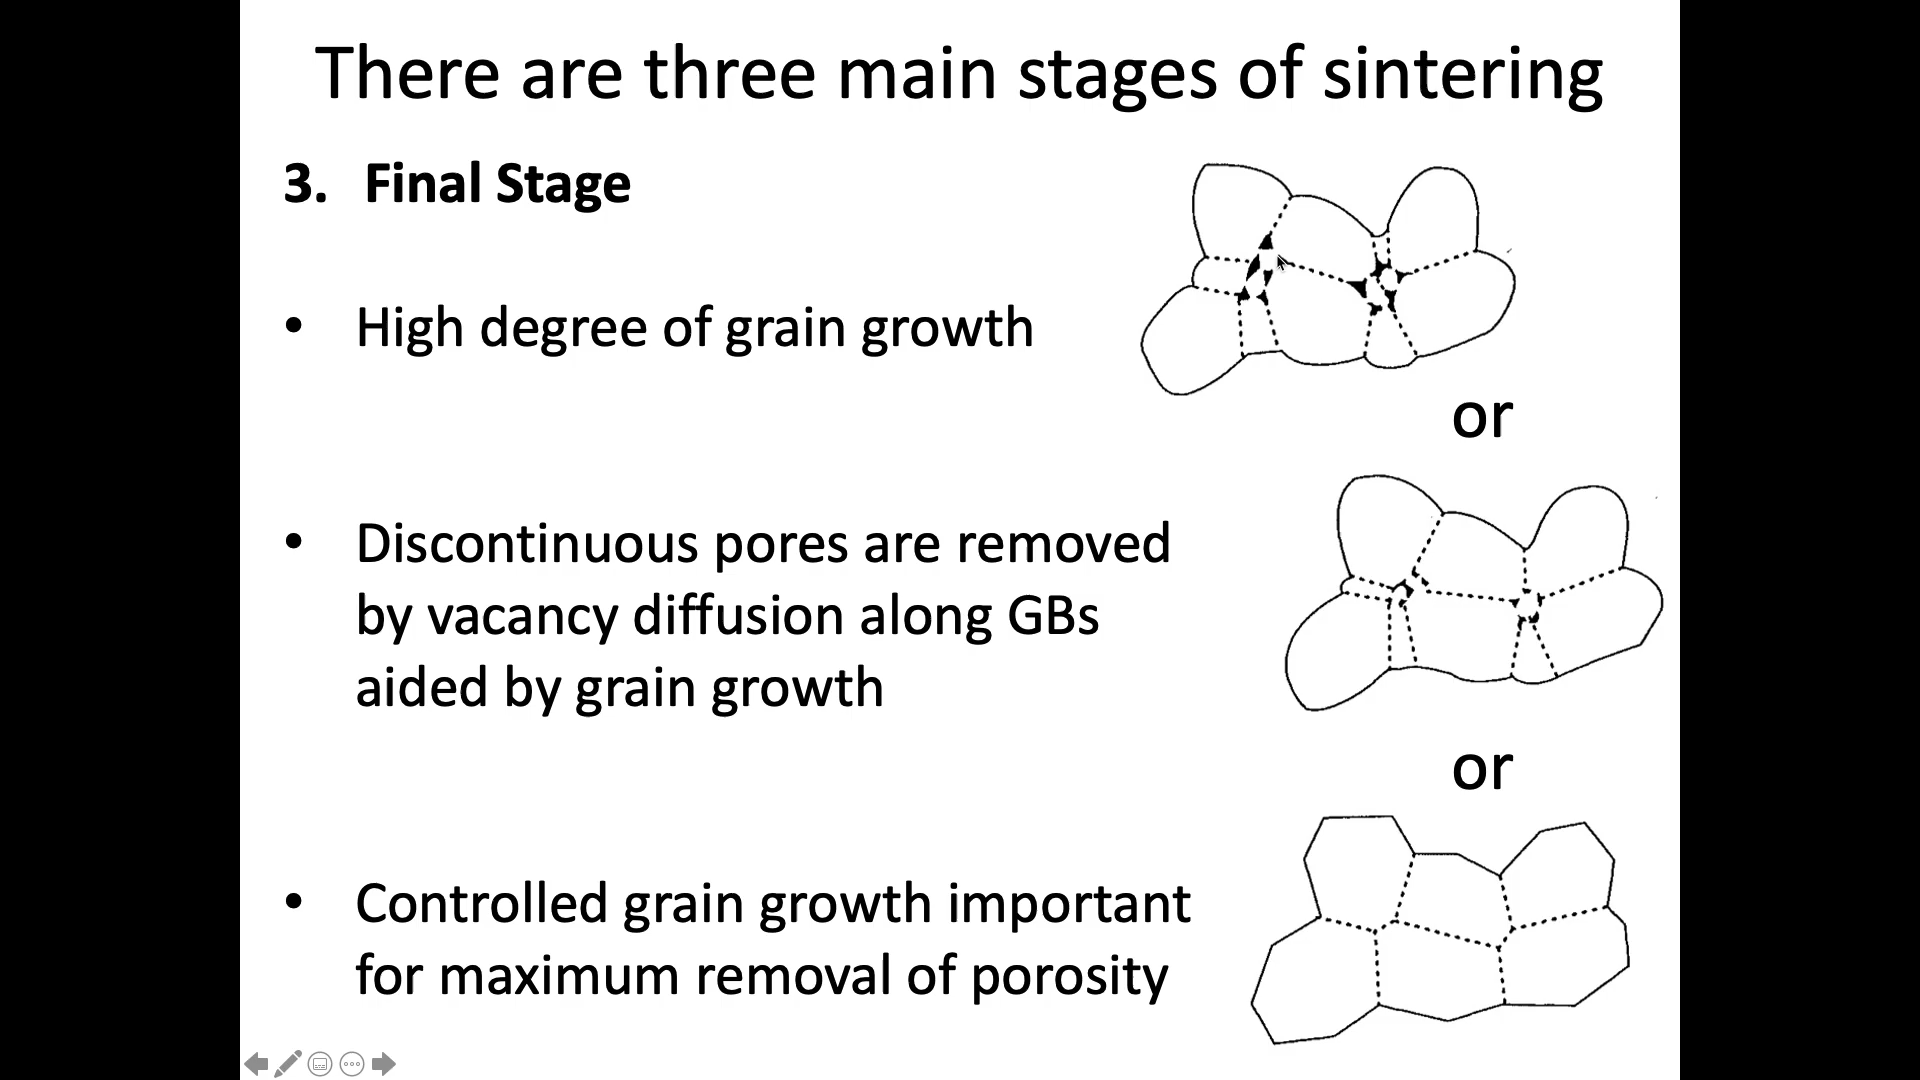 There are three main stages of sintering
3. Final Stage
• High degree of grain growth
or
• Discontinuous pores are removed
by vacancy diffusion along GBs
aided by grain growth
or
• Controlled grain growth important
for maximum removal of porosity